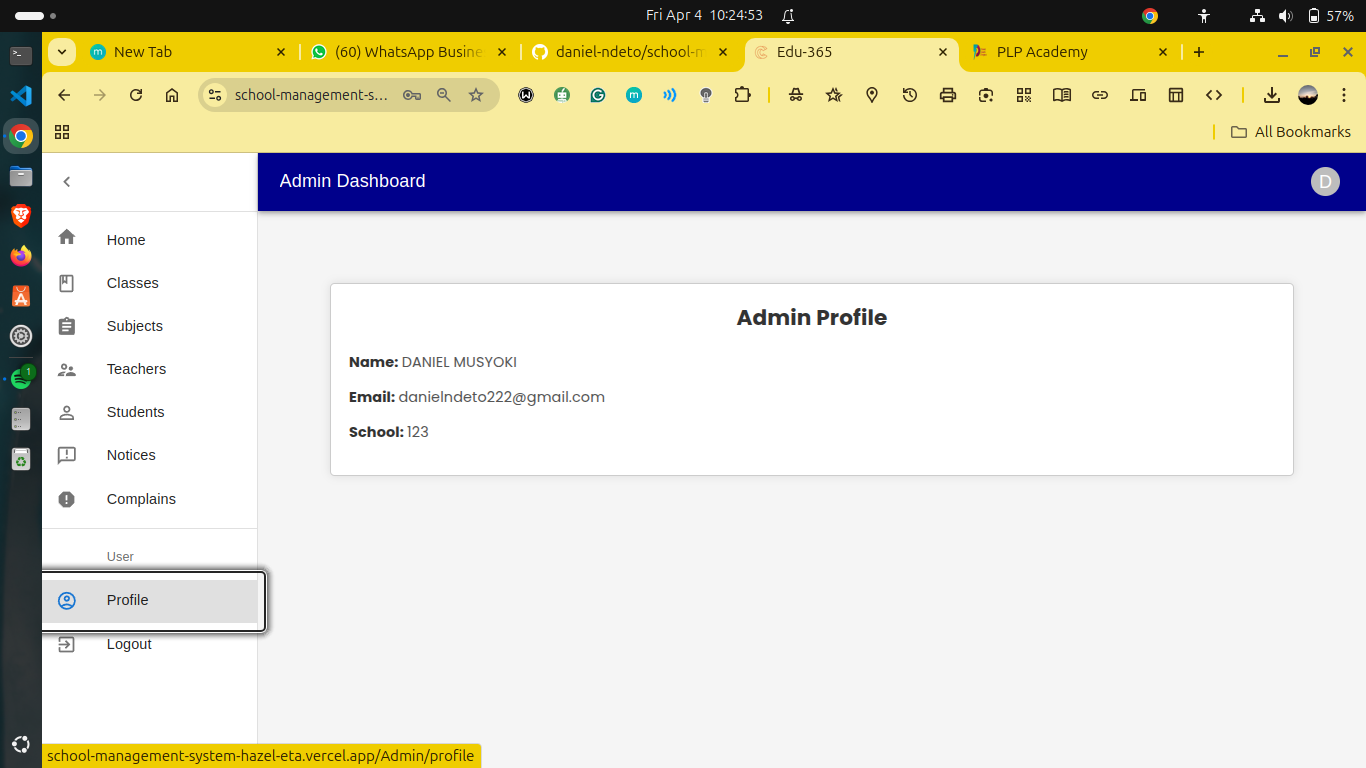 Fri Apr 4 10:24:53
57%
New Tab
(60) WhatsApp Busine
daniel-ndeto/school-m
Edu-365
PLP Academy
school-management-s...
All Bookmarks
Admin Dashboard
D
Home
Classes
Subjects
Teachers
Students
Notices
Complains
User
Profile
Logout
Admin Profile
Name: DANIEL MUSYOKI
Email: danielndeto222@gmail.com
School: 123
1
school-management-system-hazel-eta.vercel.app/Admin/profile